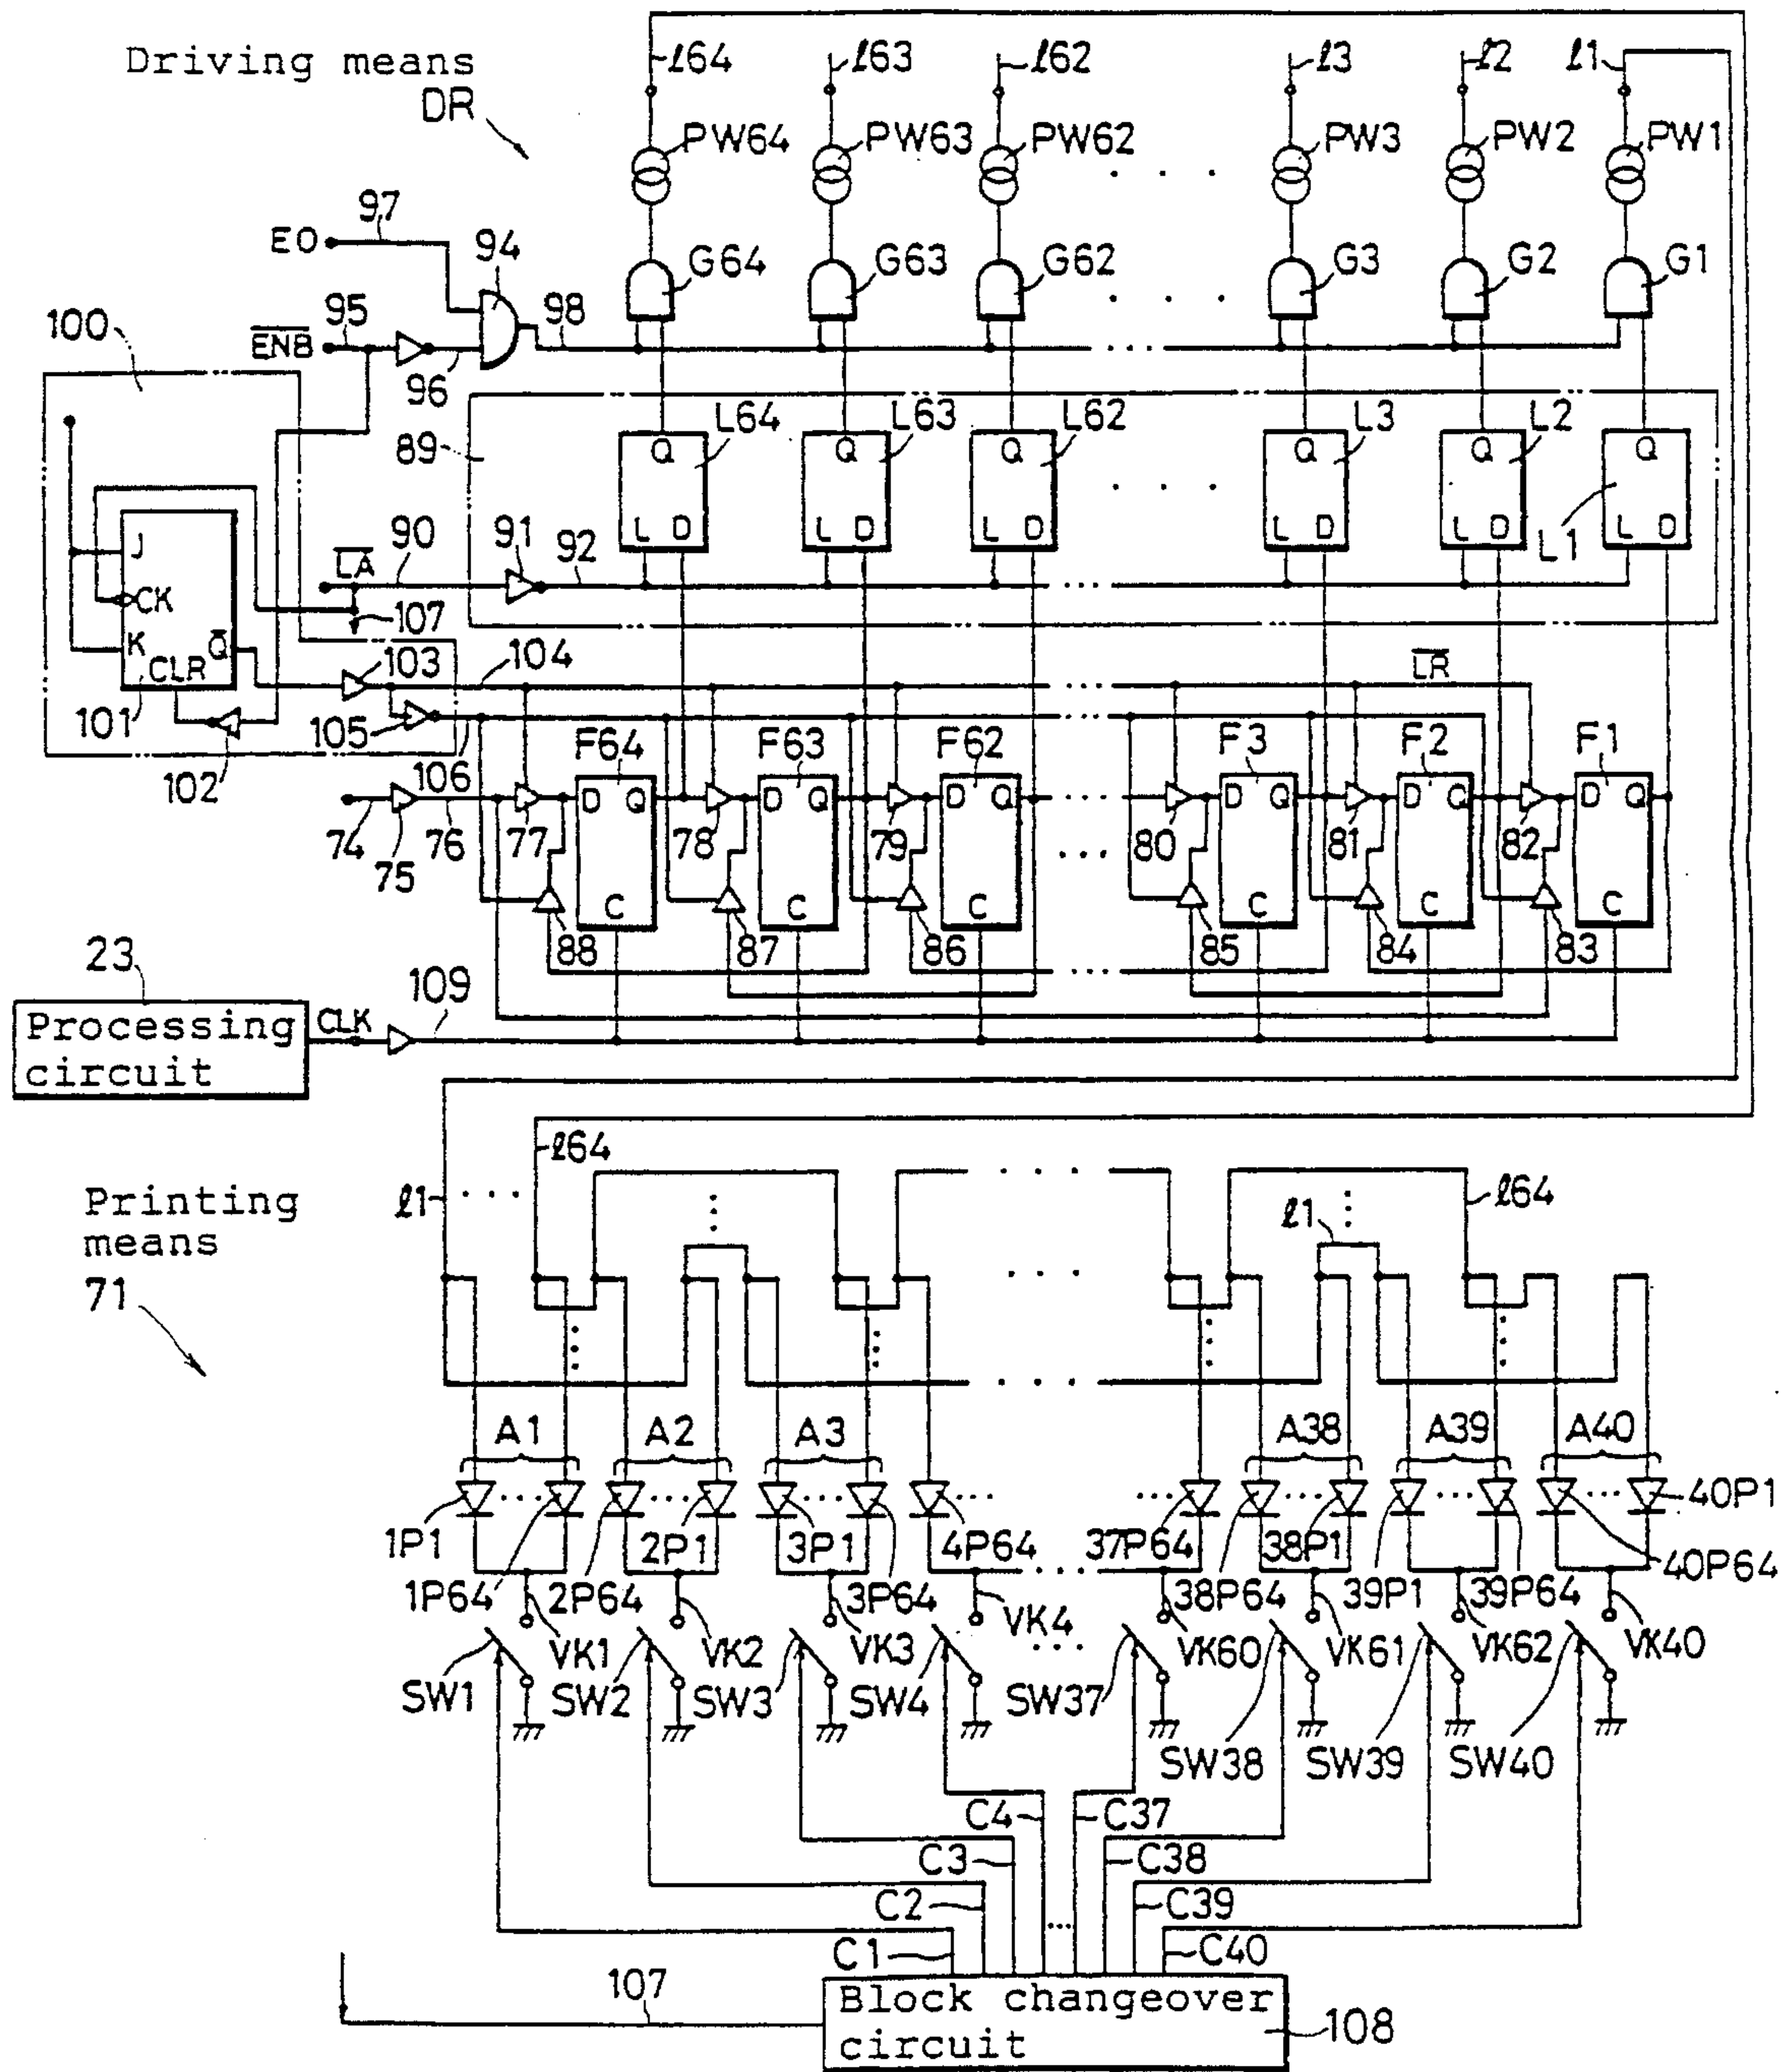 Driving means
DR
ℓ64 ℓ63 ℓ62 ℓ3 ℓ2 ℓ1
PW64 PW63 PW62 PW3 PW2 PW1
97
EO
94
G64 G63 G62 G3 G2 G1
100
95
E̅N̅B̅
96
98
89
L64 L63 L62 L3 L2
Q Q Q Q Q Q
L D L D L D L D L D L D
L1
J
CK
K
CLR Q̅
101
102
L̅A̅
90
91
92
107
103
104
L̅R̅
105
106
F64 F63 F62 F3 F2 F1
D Q D Q D Q D Q D Q D Q
74
75
76
77 78 79 80 81 82
C C C C C C
88 87 86 85 84 83
23
Processing
circuit
CLK
109
ℓ64
Printing
means
71
ℓ1
ℓ1
ℓ64
A1 A2 A3 A38 A39 A40
1P1 2P1 3P1 4P64 37P64 38P1 40P1
1P64 2P64 3P64 38P64 39P1 39P64 40P64
VK1 VK2 VK3 VK4 VK60 VK61 VK62 VK40
SW1 SW2 SW3 SW4 SW37
SW38 SW39 SW40
C4 C37
C3 C38
C2 C39
C1 C40
107
Block changeover
circuit
108